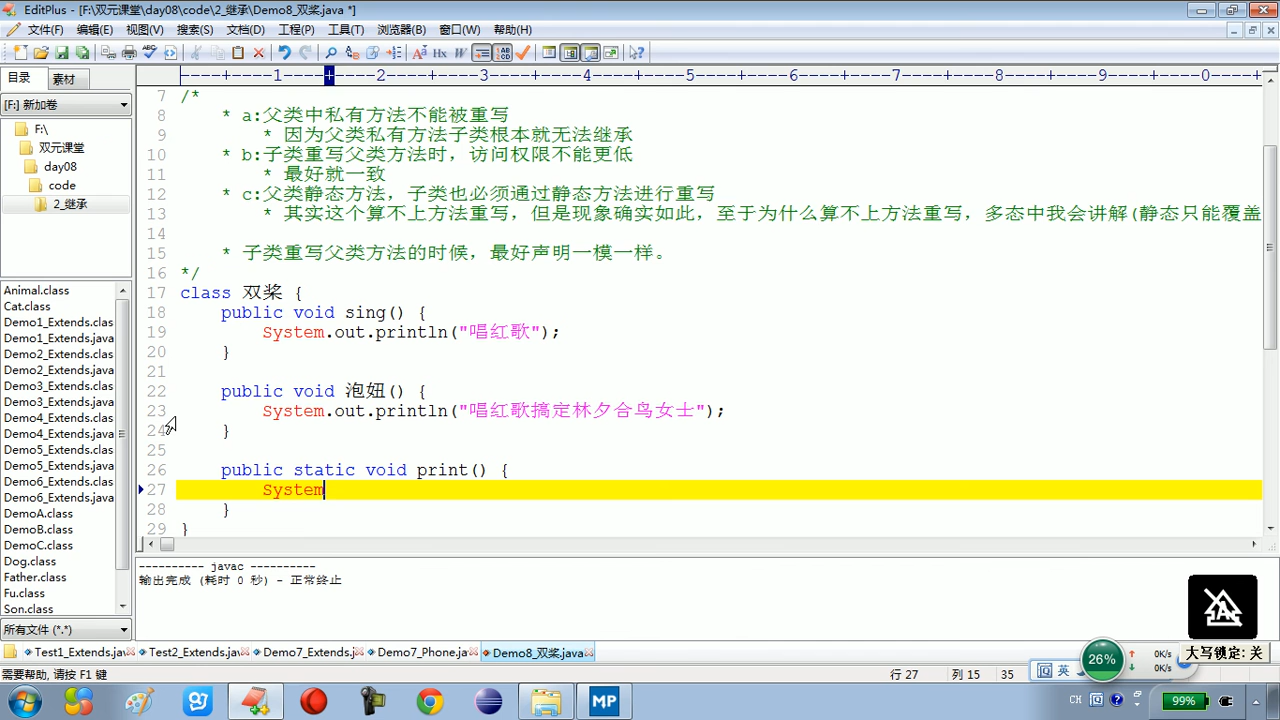 EditPlus - [F:\双元课堂\day08\code\2_继承\Demo8_双桨.java *]
文件(F) 编辑(E) 视图(V) 搜索(S) 文档(D) 工程(P) 工具(T) 浏览器(B) 窗口(W) 帮助(H)
目录 素材
----+----1----+----2----+----3----+----4----+----5----+----6----+----7----+----8----+----9----+----0----+
[F:] 新加卷
F:\
双元课堂
day08
code
2_继承
Animal.class
Cat.class
Demo1_Extends.clas
Demo1_Extends.java
Demo2_Extends.clas
Demo2_Extends.java
Demo3_Extends.clas
Demo3_Extends.java
Demo4_Extends.clas
Demo4_Extends.java
Demo5_Extends.clas
Demo5_Extends.java
Demo6_Extends.clas
Demo6_Extends.java
DemoA.class
DemoB.class
DemoC.class
Dog.class
Father.class
Fu.class
Son.class
所有文件 (*.*)
7 /*
8 * a:父类中私有方法不能被重写
9 * 因为父类私有方法子类根本就无法继承
10 * b:子类重写父类方法时，访问权限不能更低
11 * 最好就一致
12 * c:父类静态方法，子类也必须通过静态方法进行重写
13 * 其实这个算不上方法重写，但是现象确实如此，至于为什么算不上方法重写，多态中我会讲解(静态只能覆盖
14
15 * 子类重写父类方法的时候，最好声明一模一样。
16 */
17 class 双桨 {
18 public void sing() {
19 System.out.println("唱红歌");
20 }
21
22 public void 泡妞() {
23 System.out.println("唱红歌搞定林夕合鸟女士");
24 }
25
26 public static void print() {
27 System
28 }
29 }
---------- javac ----------
输出完成 (耗时 0 秒) - 正常终止
Test1_Extends.jav Test2_Extends.jav Demo7_Extends.j Demo7_Phone.jav Demo8_双桨.java
需要帮助, 请按 F1 键 行 27 列 15 35
26% 0K/s
0K/s
大写锁定: 关
英
CH 99%
MP